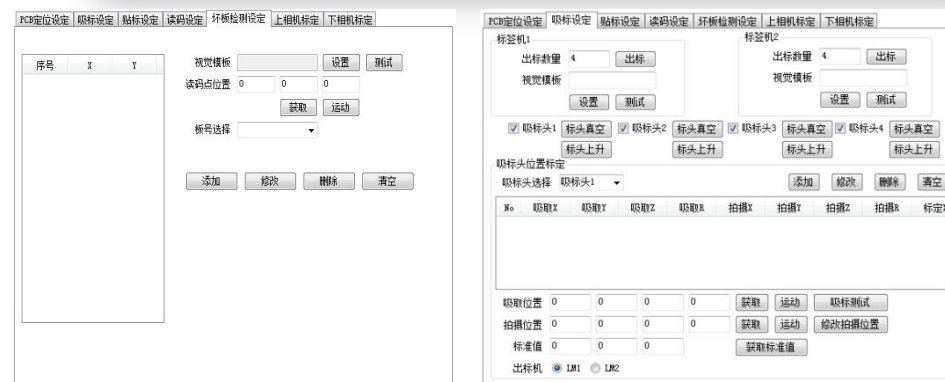 PCB定位设定 吸标设定 贴标设定 读码设定 坏板检测设定 上相机标定 下相机标定
序号 X Y
视觉模板 设置 测试
读码点位置 0 0 0
获取 运动
板号选择
添加 修改 删除 清空
PCB定位设定 吸标设定 贴标设定 读码设定 坏板检测设定 上相机标定 下相机标定
标签机1 标签机2
出标数量 4 出标 出标数量 4 出标
视觉模板 视觉模板
设置 测试 设置 测试
吸标头1 标头真空 吸标头2 标头真空 吸标头3 标头真空 吸标头4 标头真空
标头上升 标头上升 标头上升 标头上升
吸标头位置标定
吸标头选择 吸标头1 添加 修改 删除 清空
No 吸取X 吸取Y 吸取Z 吸取R 拍摄X 拍摄Y 拍摄Z 拍摄R 标定X
吸取位置 0 0 0 0 获取 运动 吸标测试
拍摄位置 0 0 0 0 获取 运动 修改拍摄位置
标准值 0 0 0 获取标准值
出标机 LM1 LM2